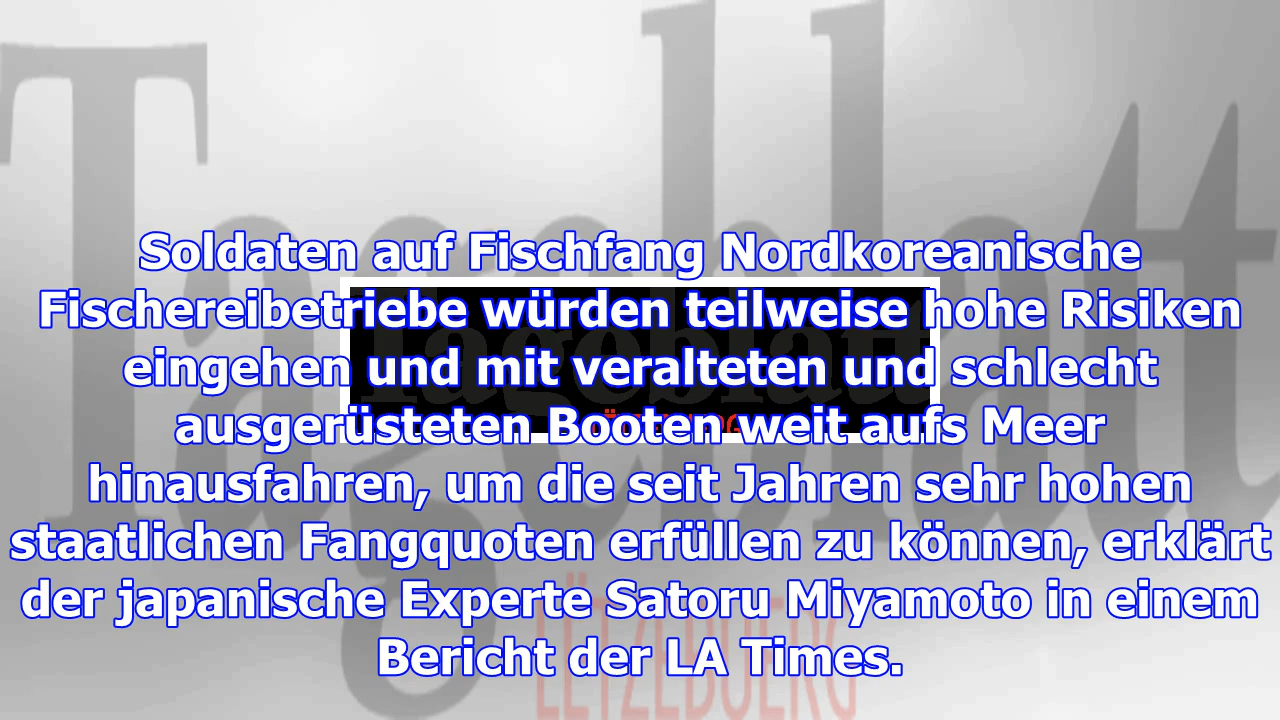 Tageblatt
LËTZEBUERG
Soldaten auf Fischfang Nordkoreanische
Fischereibetriebe würden teilweise hohe Risiken
eingehen und mit veralteten und schlecht
ausgerüsteten Booten weit aufs Meer
hinausfahren, um die seit Jahren sehr hohen
staatlichen Fangquoten erfüllen zu können, erklärt
der japanische Experte Satoru Miyamoto in einem
Bericht der LA Times.